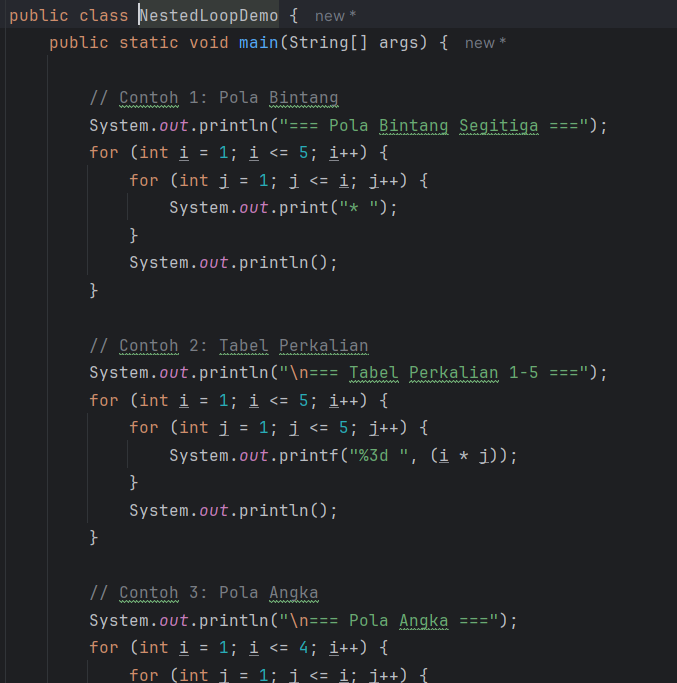 public class NestedLoopDemo {  new *
    public static void main(String[] args) {  new *
        // Contoh 1: Pola Bintang
        System.out.println("=== Pola Bintang Segitiga ===");
        for (int i = 1; i <= 5; i++) {
            for (int j = 1; j <= i; j++) {
                System.out.print("* ");
            }
            System.out.println();
        }
        // Contoh 2: Tabel Perkalian
        System.out.println("\n=== Tabel Perkalian 1-5 ===");
        for (int i = 1; i <= 5; i++) {
            for (int j = 1; j <= 5; j++) {
                System.out.printf("%3d ", (i * j));
            }
            System.out.println();
        }
        // Contoh 3: Pola Angka
        System.out.println("\n=== Pola Angka ===");
        for (int i = 1; i <= 4; i++) {
            for (int j = 1; j <= i; j++) {